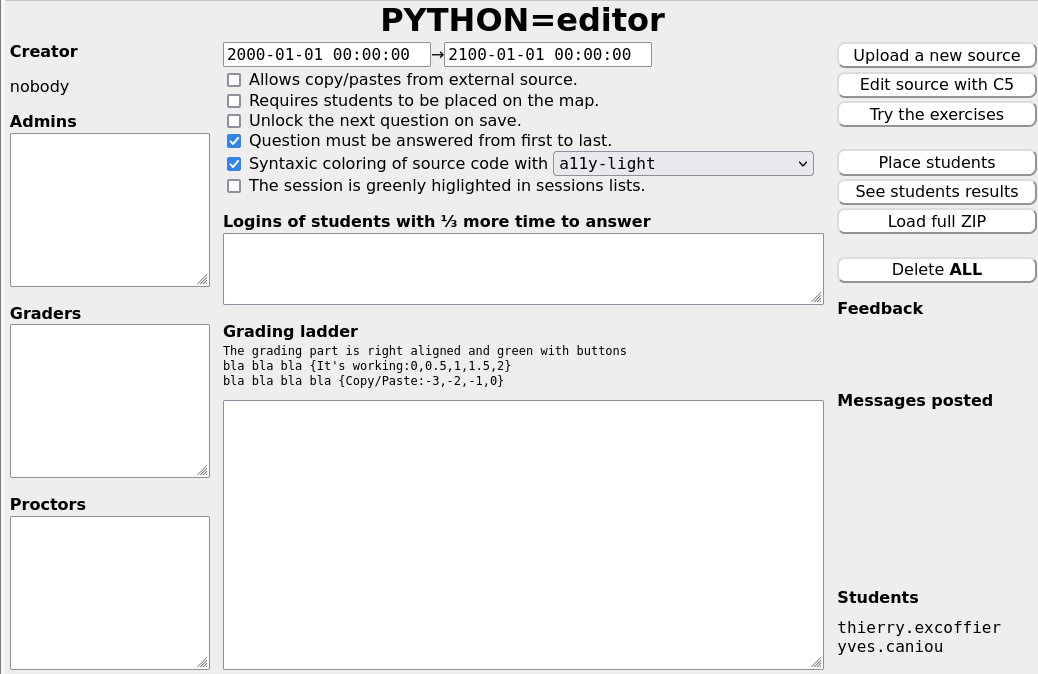 PYTHON=editor
Creator
nobody
Admins
Graders
Proctors
2000-01-01 00:00:00 → 2100-01-01 00:00:00
Allows copy/pastes from external source.
Requires students to be placed on the map.
Unlock the next question on save.
Question must be answered from first to last.
Syntaxic coloring of source code with a11y-light
The session is greenly higlighted in sessions lists.
Logins of students with ⅓ more time to answer
Grading ladder
The grading part is right aligned and green with buttons
bla bla bla {It's working:0,0.5,1,1.5,2}
bla bla bla bla {Copy/Paste:-3,-2,-1,0}
Upload a new source
Edit source with C5
Try the exercises
Place students
See students results
Load full ZIP
Delete ALL
Feedback
Messages posted
Students
thierry.excoffier
yves.caniou